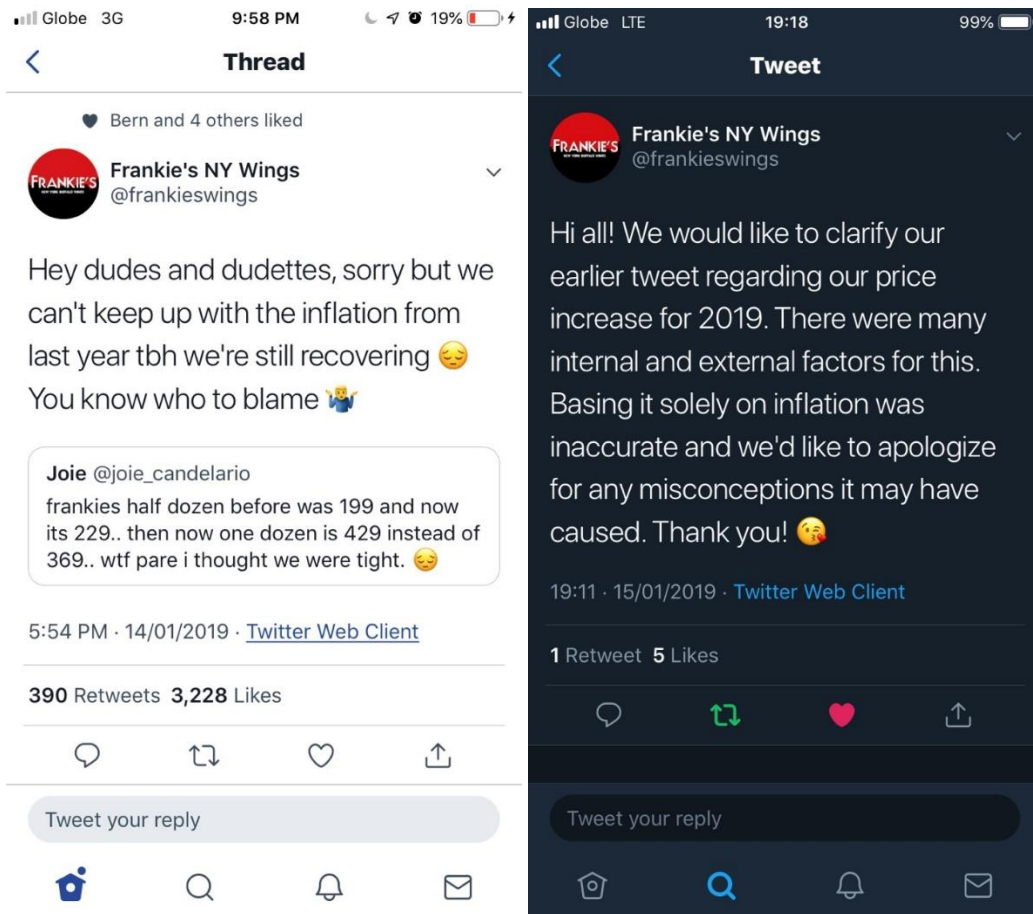 Globe 3G 9:58 PM 19%
Thread
Bern and 4 others liked
FRANKIE'S
Frankie's NY Wings
@frankieswings
Hey dudes and dudettes, sorry but we
can't keep up with the inflation from
last year tbh we're still recovering 😔
You know who to blame 🤷‍♂️
Joie @joie_candelario
frankies half dozen before was 199 and now
its 229.. then now one dozen is 429 instead of
369.. wtf pare i thought we were tight. 😔
5:54 PM · 14/01/2019 · Twitter Web Client
390 Retweets 3,228 Likes
Tweet your reply
Globe LTE 19:18 99%
Tweet
FRANKIE'S
Frankie's NY Wings
@frankieswings
Hi all! We would like to clarify our
earlier tweet regarding our price
increase for 2019. There were many
internal and external factors for this.
Basing it solely on inflation was
inaccurate and we'd like to apologize
for any misconceptions it may have
caused. Thank you! 😘
19:11 · 15/01/2019 · Twitter Web Client
1 Retweet 5 Likes
Tweet your reply